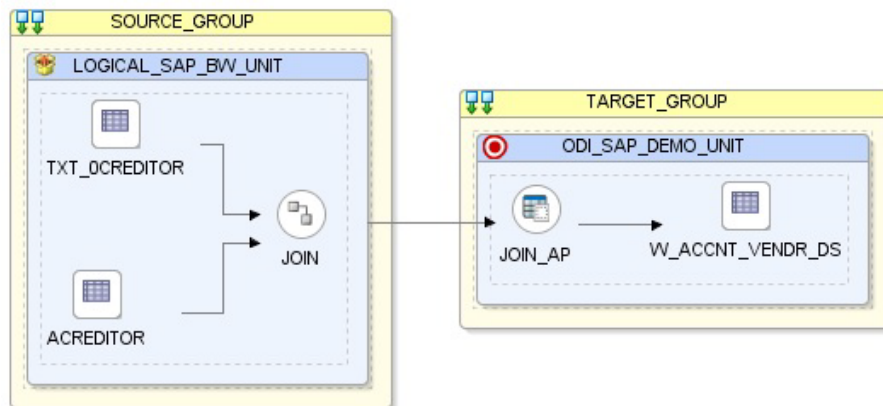 SOURCE_GROUP
LOGICAL_SAP_BW_UNIT
TXT_0CREDITOR
JOIN
ACREDITOR
TARGET_GROUP
ODI_SAP_DEMO_UNIT
JOIN_AP
W_ACCNT_VENDR_DS